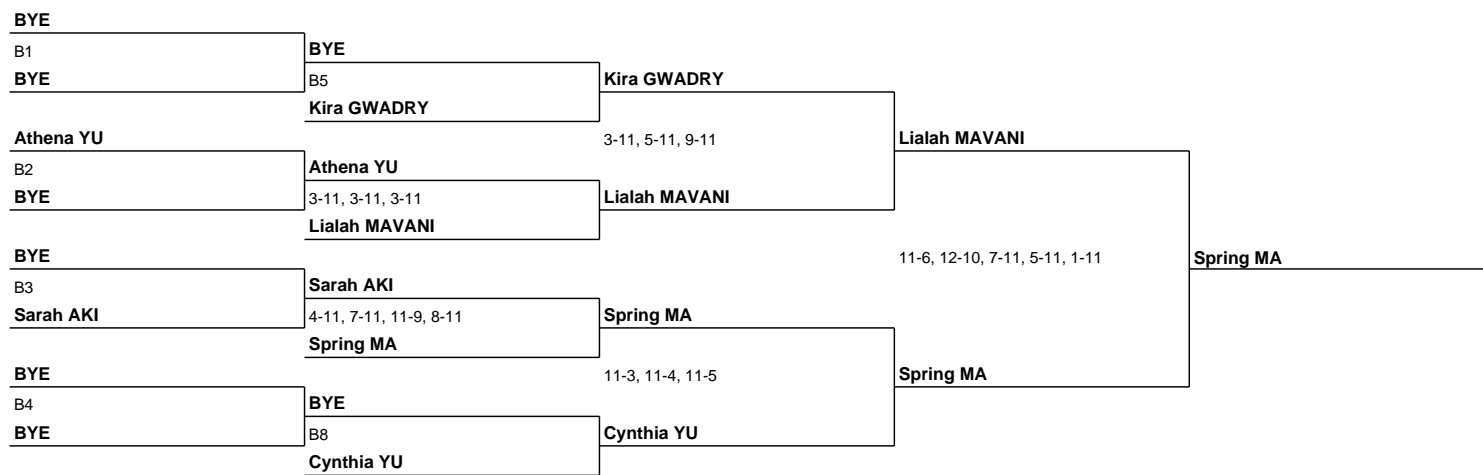 BYE
B1
BYE
BYE
B5
Kira GWADRY
Kira GWADRY
Athena YU
3-11, 5-11, 9-11
Lialah MAVANI
B2
Athena YU
BYE
3-11, 3-11, 3-11
Lialah MAVANI
Lialah MAVANI
BYE
11-6, 12-10, 7-11, 5-11, 1-11
Spring MA
B3
Sarah AKI
Sarah AKI
4-11, 7-11, 11-9, 8-11
Spring MA
Spring MA
BYE
11-3, 11-4, 11-5
Spring MA
B4
BYE
BYE
B8
Cynthia YU
Cynthia YU